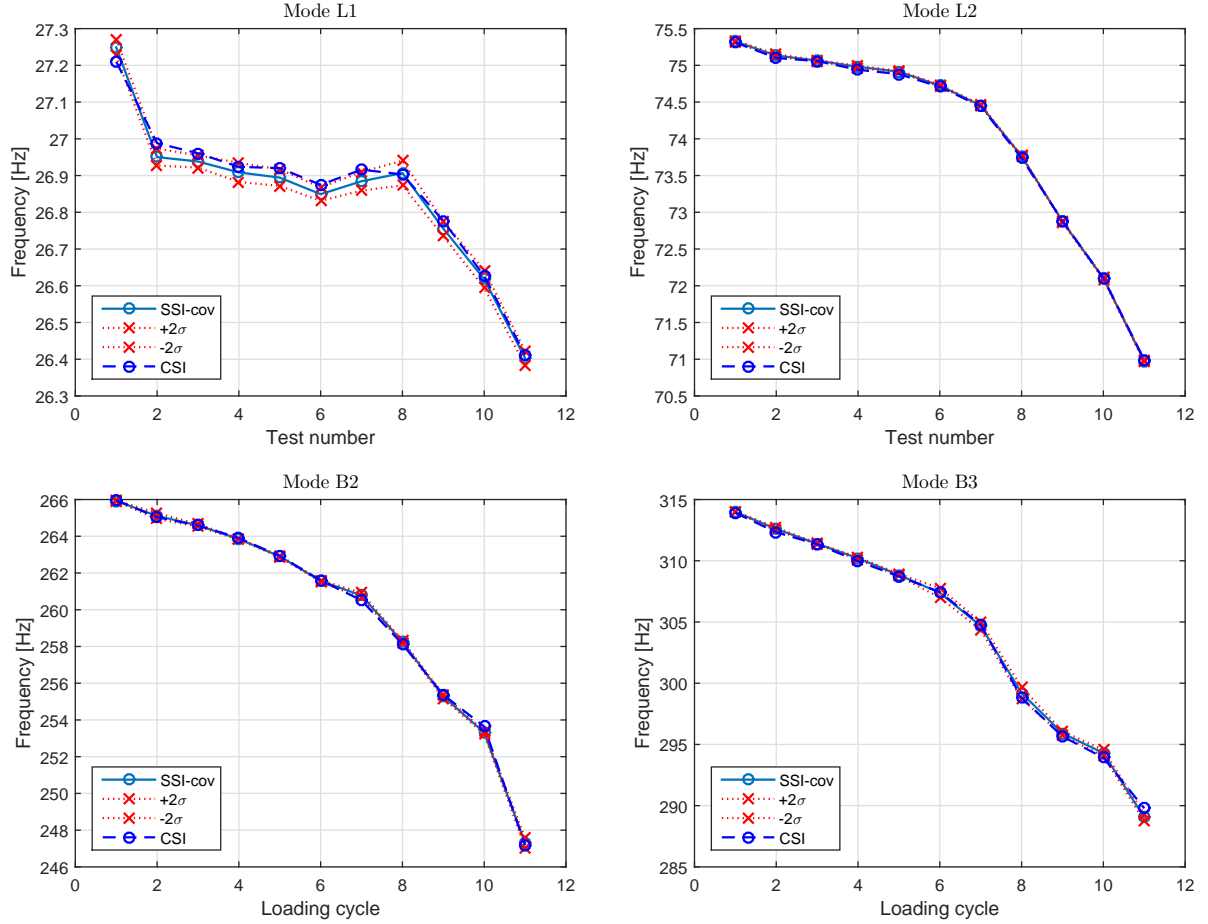 Mode L1
27.3
27.2
27.1
27
26.9
26.8
26.7
26.6
26.5
26.4
26.3
Frequency [Hz]
SSI-cov
+2σ
-2σ
CSI
0 2 4 6 8 10 12
Test number
Mode L2
75.5
75
74.5
74
73.5
73
72.5
72
71.5
71
70.5
Frequency [Hz]
SSI-cov
+2σ
-2σ
CSI
0 2 4 6 8 10 12
Test number
Mode B2
266
264
262
260
258
256
254
252
250
248
246
Frequency [Hz]
SSI-cov
+2σ
-2σ
CSI
0 2 4 6 8 10 12
Loading cycle
Mode B3
315
310
305
300
295
290
285
Frequency [Hz]
SSI-cov
+2σ
-2σ
CSI
0 2 4 6 8 10 12
Loading cycle